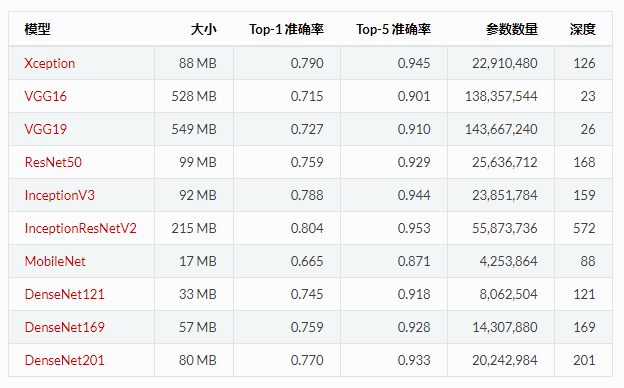 模型 大小 Top-1 准确率 Top-5 准确率 参数数量 深度
Xception 88 MB 0.790 0.945 22,910,480 126
VGG16 528 MB 0.715 0.901 138,357,544 23
VGG19 549 MB 0.727 0.910 143,667,240 26
ResNet50 99 MB 0.759 0.929 25,636,712 168
InceptionV3 92 MB 0.788 0.944 23,851,784 159
InceptionResNetV2 215 MB 0.804 0.953 55,873,736 572
MobileNet 17 MB 0.665 0.871 4,253,864 88
DenseNet121 33 MB 0.745 0.918 8,062,504 121
DenseNet169 57 MB 0.759 0.928 14,307,880 169
DenseNet201 80 MB 0.770 0.933 20,242,984 201